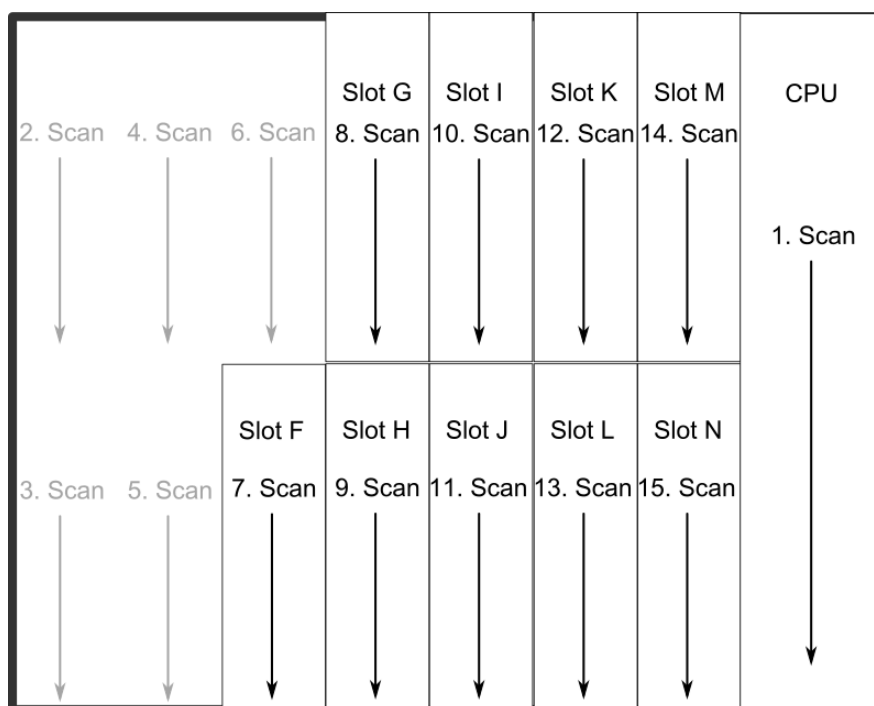 Slot G
Slot I
Slot K
Slot M
CPU
2. Scan
4. Scan
6. Scan
8. Scan
10. Scan
12. Scan
14. Scan
1. Scan
Slot F
Slot H
Slot J
Slot L
Slot N
3. Scan
5. Scan
7. Scan
9. Scan
11. Scan
13. Scan
15. Scan